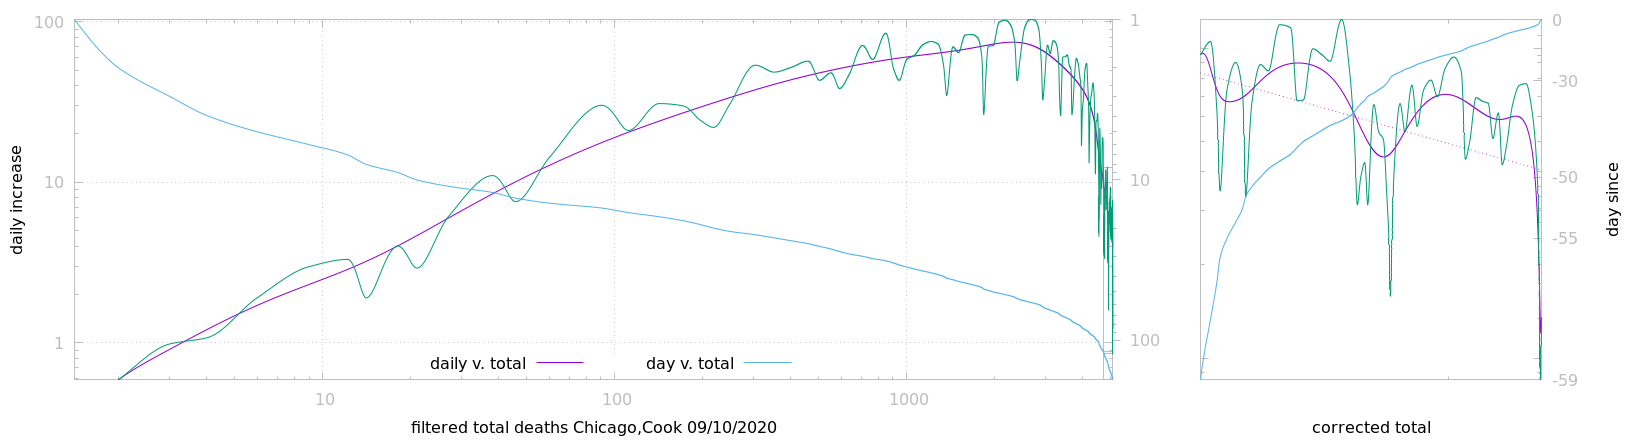 100
10
1
daily increase
10
100
1000
1
10
100
day since
daily v. total
day v. total
filtered total deaths Chicago,Cook 09/10/2020
0
-30
-50
-55
-59
corrected total